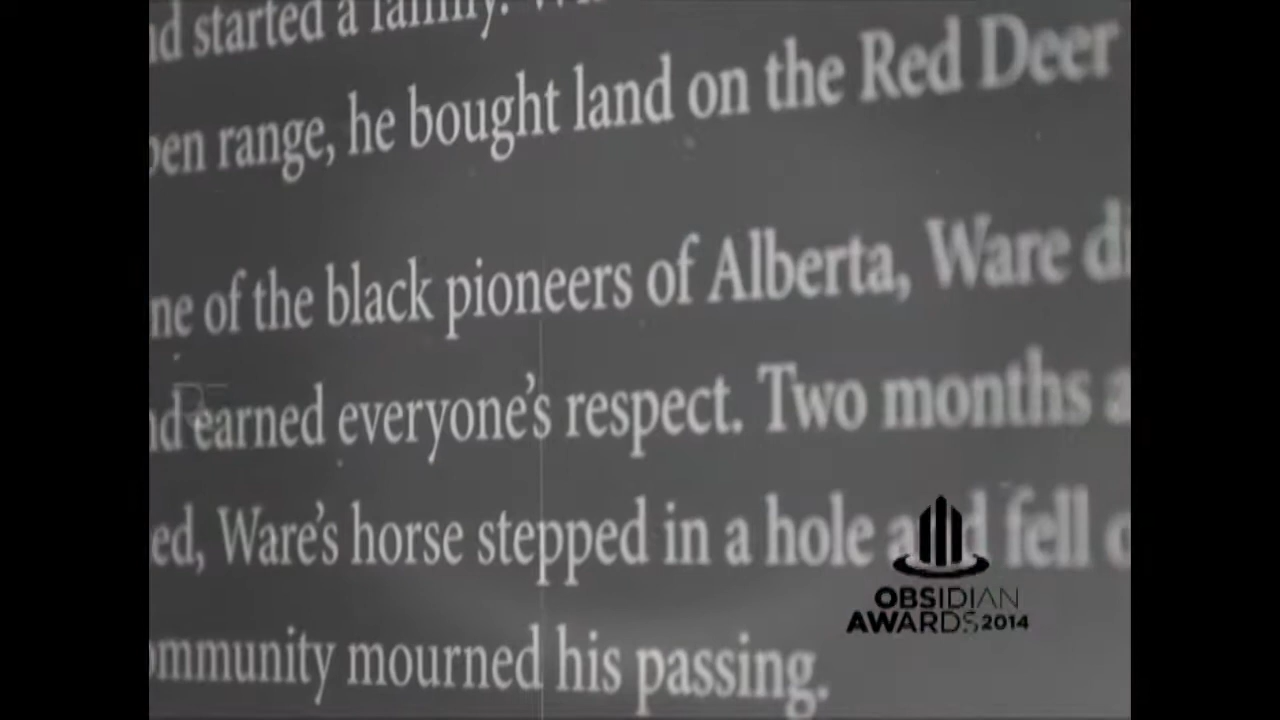 nd started a family.
pen range, he bought land on the Red Deer
ne of the black pioneers of Alberta, Ware di
nd earned everyone's respect. Two months a
ed, Ware's horse stepped in a hole and fell o
ommunity mourned his passing.
OBSIDIAN
AWARDS 2014